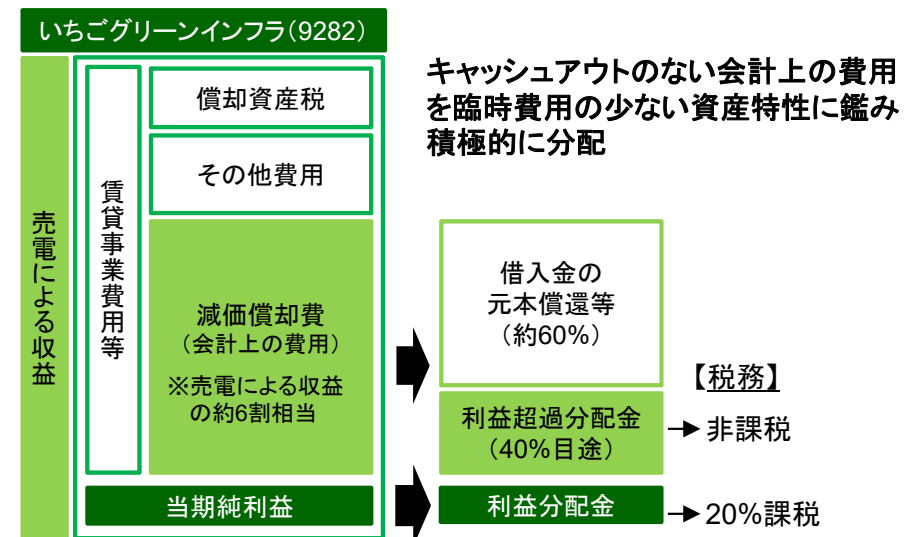 いちごグリーンインフラ(9282)
キャッシュアウトのない会計上の費用
を臨時費用の少ない資産特性に鑑み
積極的に分配
売電による収益
賃貸事業費用等
償却資産税
その他費用
減価償却費
(会計上の費用)
※売電による収益
の約6割相当
当期純利益
借入金の
元本償還等
(約60%)
利益超過分配金
(40%目途)
利益分配金
【税務】
→ 非課税
→ 20%課税